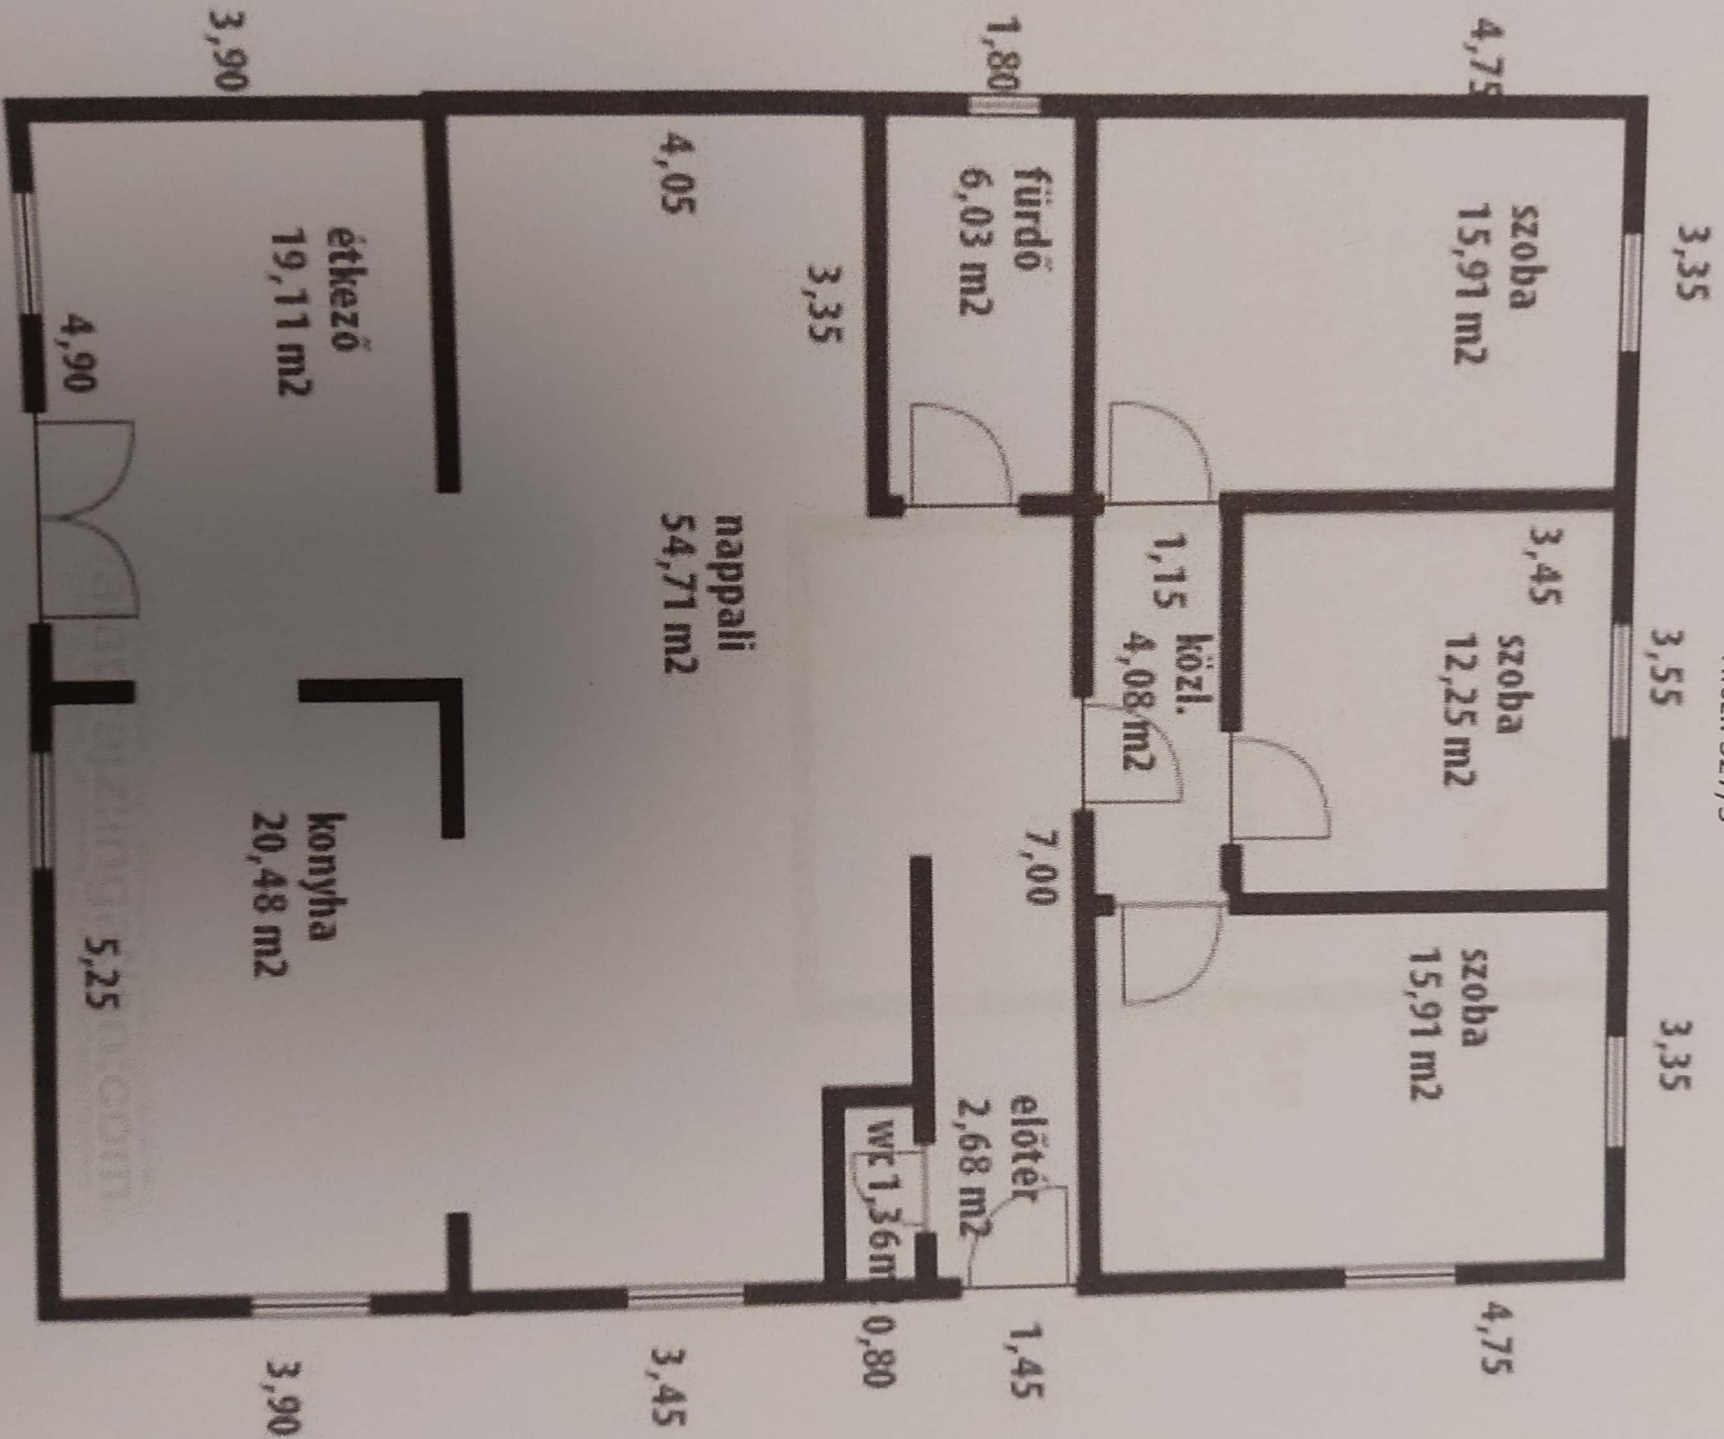 3,35
3,55
3,35
4,75
szoba
15,91 m2
3,45
szoba
12,25 m2
szoba
15,91 m2
4,75
1,80
fürdő
6,03 m2
1,15
közl.
4,08 m2
7,00
előtér
2,68 m2
1,45
wc 1,36m
0,80
3,35
4,05
nappali
54,71 m2
3,45
3,90
étkező
19,11 m2
4,90
konyha
20,48 m2
5,25
3,90